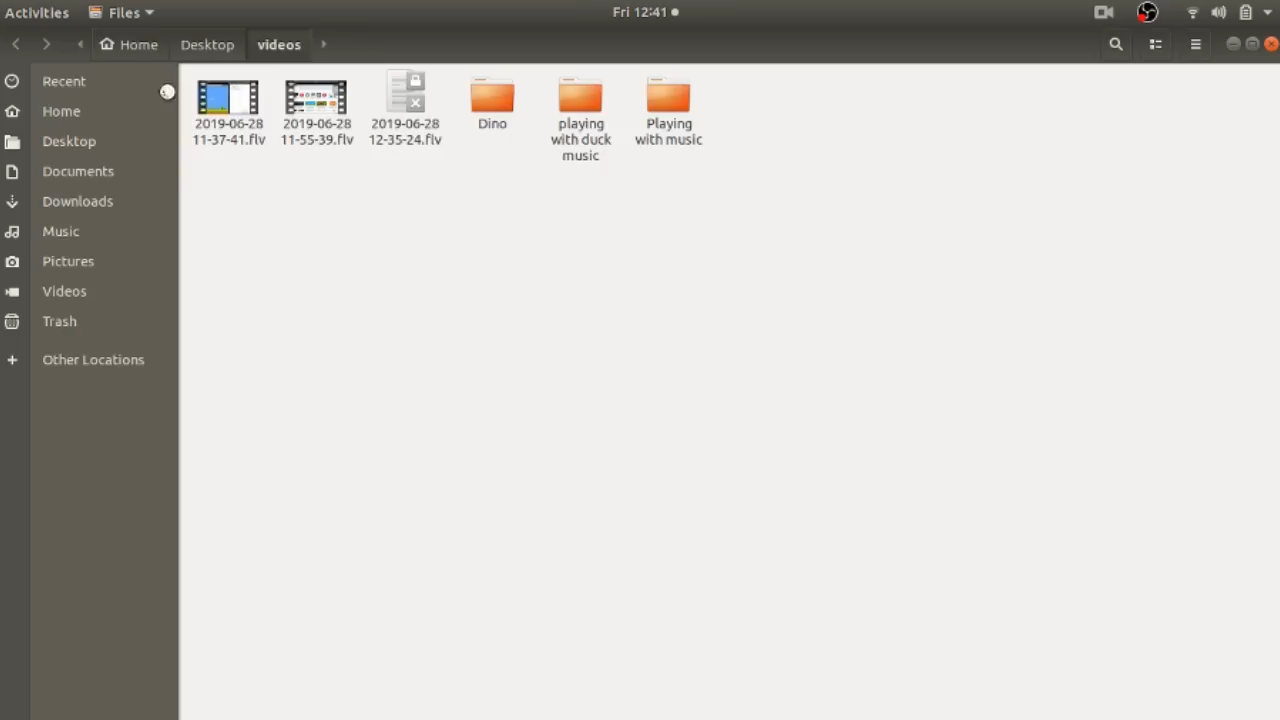 Activities Files Fri 12:41
Home Desktop videos
Recent
Home
Desktop
Documents
Downloads
Music
Pictures
Videos
Trash
Other Locations
2019-06-28
11-37-41.flv
2019-06-28
11-55-39.flv
2019-06-28
12-35-24.flv
Dino
playing
with duck
music
Playing
with music